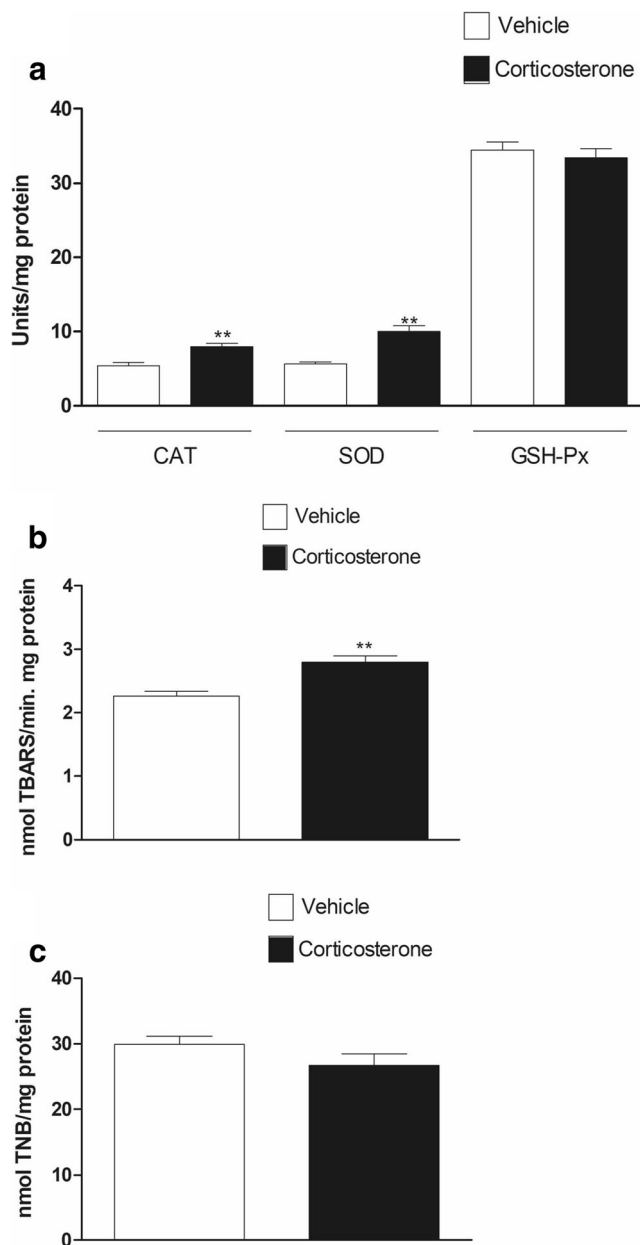 a
Vehicle
Corticosterone
Units/mg protein
40
30
20
10
0
**
**
CAT SOD GSH-Px
b
Vehicle
Corticosterone
nmol TBARS/min. mg protein
4
3
2
1
0
**
c
Vehicle
Corticosterone
nmol TNB/mg protein
40
30
20
10
0